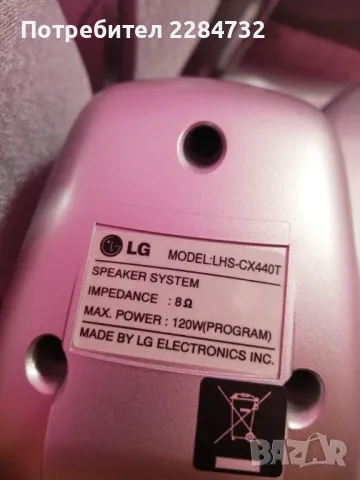 Потребител 2284732
LG MODEL:LHS-CX440T
SPEAKER SYSTEM
IMPEDANCE : 8Ω
MAX. POWER : 120W(PROGRAM)
MADE BY LG ELECTRONICS INC.
BAZAR